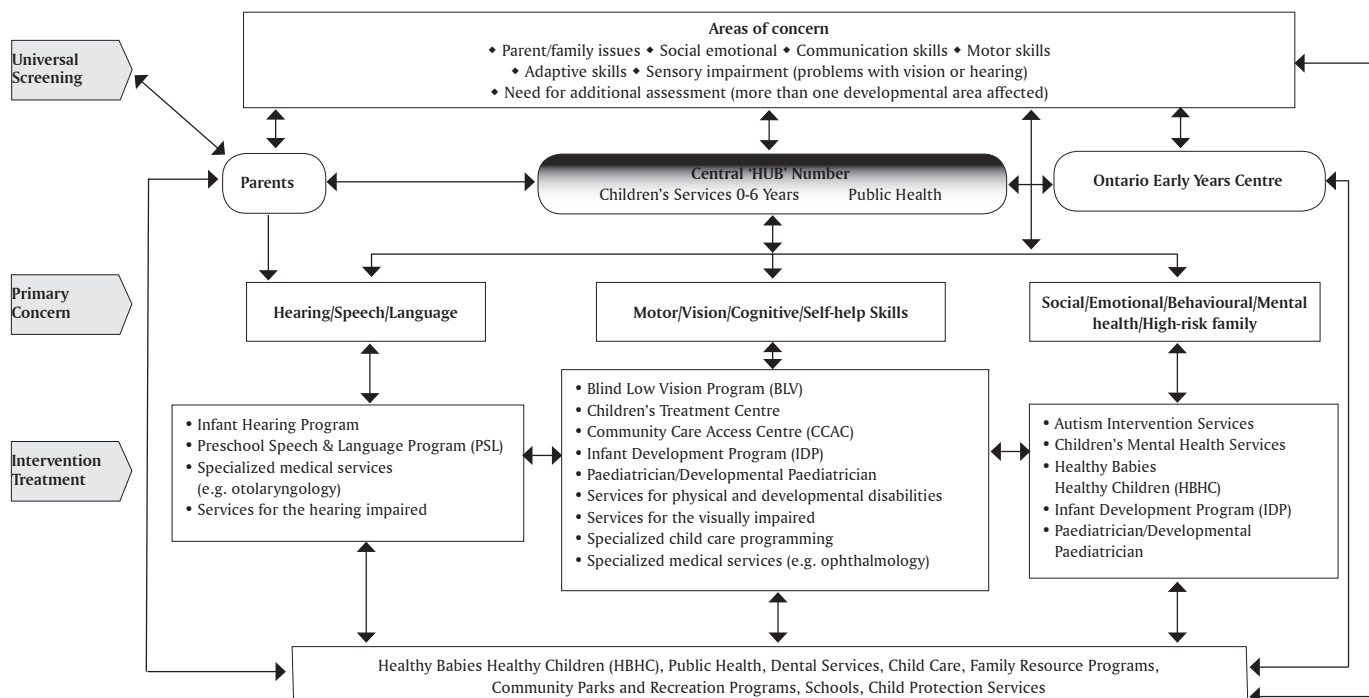 Areas of concern
◆ Parent/family issues ◆ Social emotional ◆ Communication skills ◆ Motor skills
◆ Adaptive skills ◆ Sensory impairment (problems with vision or hearing)
◆ Need for additional assessment (more than one developmental area affected)
Universal
Screening
Parents
Central ‘HUB’ Number
Children’s Services 0-6 Years Public Health
Ontario Early Years Centre
Primary
Concern
Hearing/Speech/Language
Motor/Vision/Cognitive/Self-help Skills
Social/Emotional/Behavioural/Mental
health/High-risk family
Intervention
Treatment
• Infant Hearing Program
• Preschool Speech & Language Program (PSL)
• Specialized medical services
(e.g. otolaryngology)
• Services for the hearing impaired
• Blind Low Vision Program (BLV)
• Children’s Treatment Centre
• Community Care Access Centre (CCAC)
• Infant Development Program (IDP)
• Paediatrician/Developmental Paediatrician
• Services for physical and developmental disabilities
• Services for the visually impaired
• Specialized child care programming
• Specialized medical services (e.g. ophthalmology)
• Autism Intervention Services
• Children’s Mental Health Services
• Healthy Babies
Healthy Children (HBHC)
• Infant Development Program (IDP)
• Paediatrician/Developmental
Paediatrician
Healthy Babies Healthy Children (HBHC), Public Health, Dental Services, Child Care, Family Resource Programs,
Community Parks and Recreation Programs, Schools, Child Protection Services